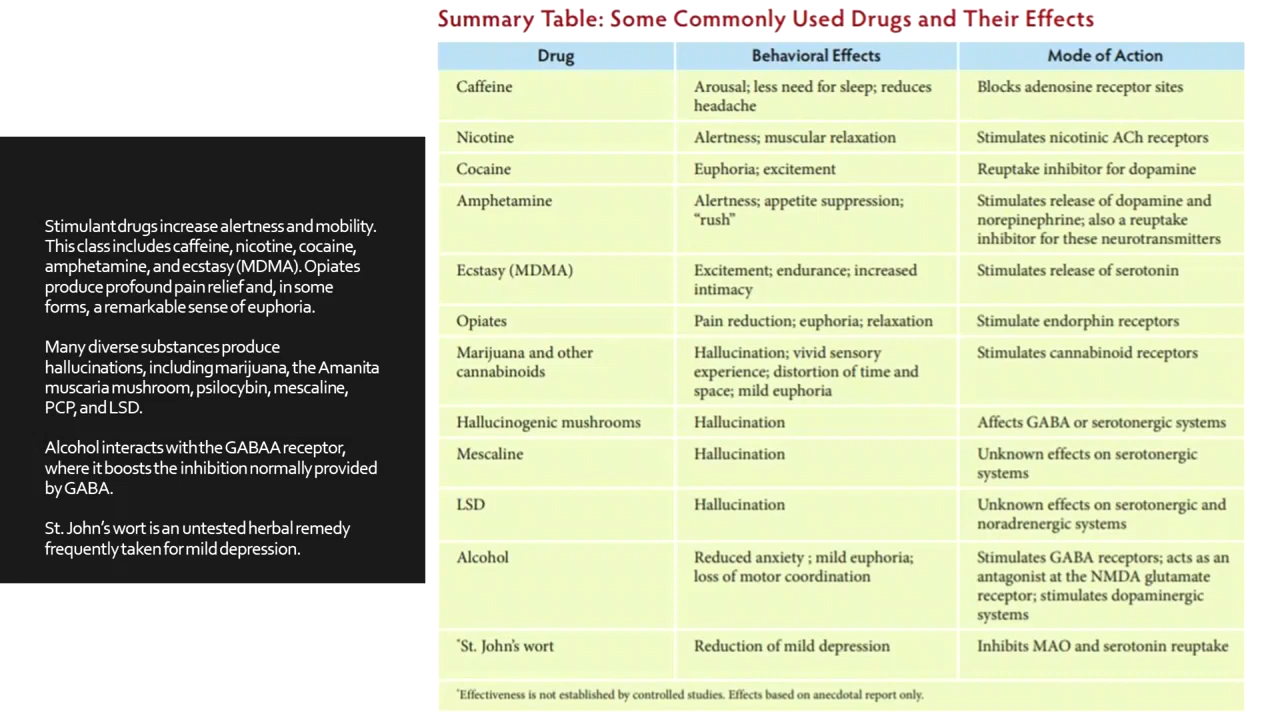 Summary Table: Some Commonly Used Drugs and Their Effects
Stimulant drugs increase alertness and mobility.
This class includes caffeine, nicotine, cocaine,
amphetamine, and ecstasy (MDMA). Opiates
produce profound pain relief and, in some
forms, a remarkable sense of euphoria.
Many diverse substances produce
hallucinations, including marijuana, the Amanita
muscaria mushroom, psilocybin, mescaline,
PCP, and LSD.
Alcohol interacts with the GABAA receptor,
where it boosts the inhibition normally provided
by GABA.
St. John's wort is an untested herbal remedy
frequently taken for mild depression.
Drug Behavioral Effects Mode of Action
Caffeine Arousal; less need for sleep; reduces Blocks adenosine receptor sites
headache
Nicotine Alertness; muscular relaxation Stimulates nicotinic ACh receptors
Cocaine Euphoria; excitement Reuptake inhibitor for dopamine
Amphetamine Alertness; appetite suppression; Stimulates release of dopamine and
“rush” norepinephrine; also a reuptake
inhibitor for these neurotransmitters
Ecstasy (MDMA) Excitement; endurance; increased Stimulates release of serotonin
intimacy
Opiates Pain reduction; euphoria; relaxation Stimulate endorphin receptors
Marijuana and other Hallucination; vivid sensory Stimulates cannabinoid receptors
cannabinoids experience; distortion of time and
space; mild euphoria
Hallucinogenic mushrooms Hallucination Affects GABA or serotonergic systems
Mescaline Hallucination Unknown effects on serotonergic
systems
LSD Hallucination Unknown effects on serotonergic and
noradrenergic systems
Alcohol Reduced anxiety ; mild euphoria; Stimulates GABA receptors; acts as an
loss of motor coordination antagonist at the NMDA glutamate
receptor; stimulates dopaminergic
systems
*St. John's wort Reduction of mild depression Inhibits MAO and serotonin reuptake
*Effectiveness is not established by controlled studies. Effects based on anecdotal report only.